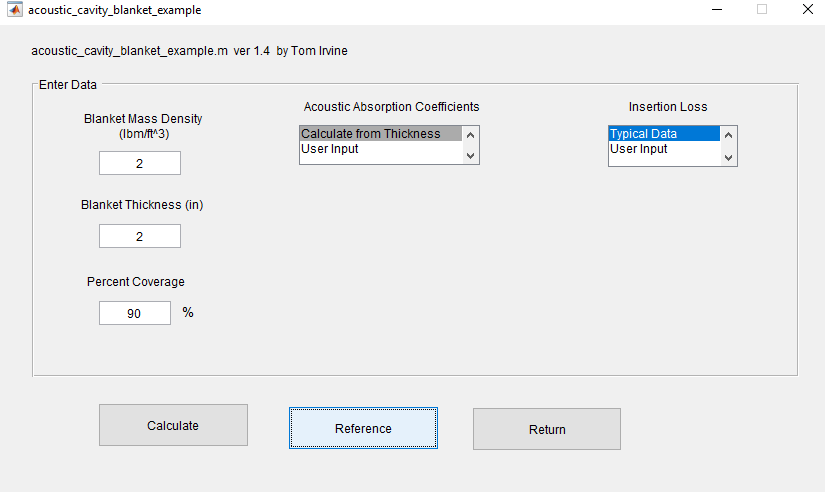 acoustic_cavity_blanket_example
acoustic_cavity_blanket_example.m  ver 1.4  by Tom Irvine
Enter Data
Blanket Mass Density
(lbm/ft^3)
2
Blanket Thickness (in)
2
Percent Coverage
90 %
Acoustic Absorption Coefficients
Calculate from Thickness
User Input
Insertion Loss
Typical Data
User Input
Calculate
Reference
Return